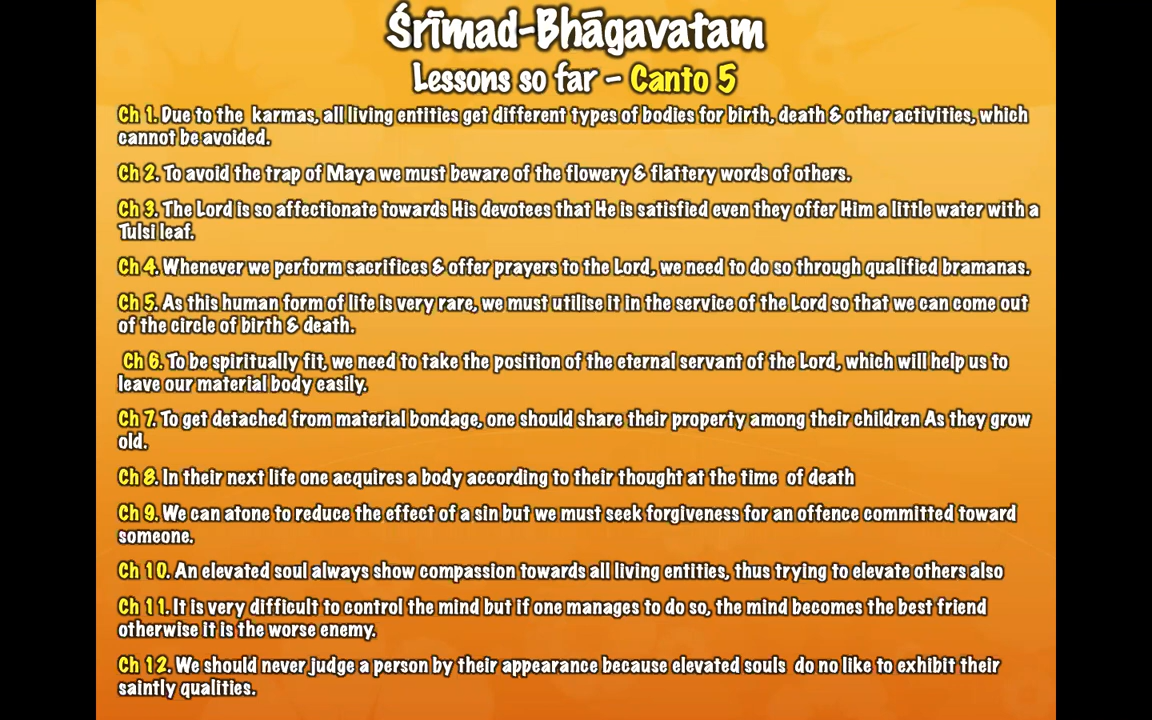 Śrīmad-Bhāgavatam
Lessons so far – Canto 5
Ch 1. Due to the karmas, all living entities get different types of bodies for birth, death & other activities, which
cannot be avoided.
Ch 2. To avoid the trap of Maya we must beware of the flowery & flattery words of others.
Ch 3. The Lord is so affectionate towards His devotees that He is satisfied even they offer Him a little water with a
Tulsi leaf.
Ch 4. Whenever we perform sacrifices & offer prayers to the Lord, we need to do so through qualified bramanas.
Ch 5. As this human form of life is very rare, we must utilise it in the service of the Lord so that we can come out
of the circle of birth & death.
Ch 6. To be spiritually fit, we need to take the position of the eternal servant of the Lord, which will help us to
leave our material body easily.
Ch 7. To get detached from material bondage, one should share their property among their children As they grow
old.
Ch 8. In their next life one acquires a body according to their thought at the time of death
Ch 9. We can atone to reduce the effect of a sin but we must seek forgiveness for an offence committed toward
someone.
Ch 10. An elevated soul always show compassion towards all living entities, thus trying to elevate others also
Ch 11. It is very difficult to control the mind but if one manages to do so, the mind becomes the best friend
otherwise it is the worse enemy.
Ch 12. We should never judge a person by their appearance because elevated souls do no like to exhibit their
saintly qualities.